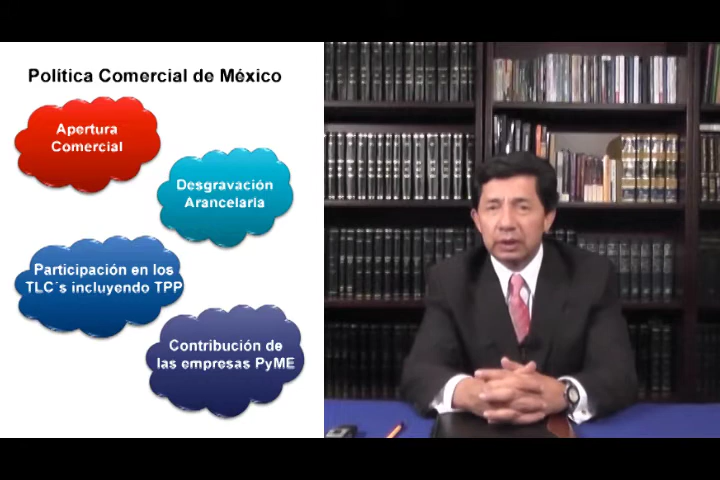 Política Comercial de México
Apertura
Comercial
Desgravación
Arancelaria
Participación en los
TLC´s incluyendo TPP
Contribución de
las empresas PyME